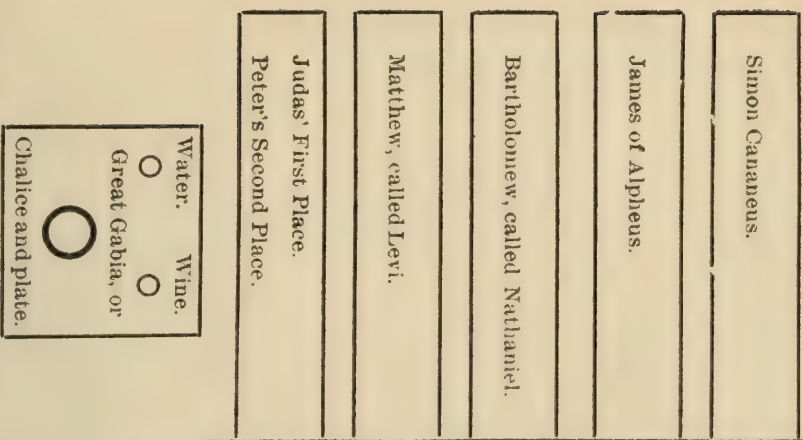 Simon Cananeus.
James of Alpheus.
Bartholomew, called Nathaniel.
Matthew, called Levi.
Judas' First Place.
Peter's Second Place.
Water. Wine.
Great Gabia, or
Chalice and plate.